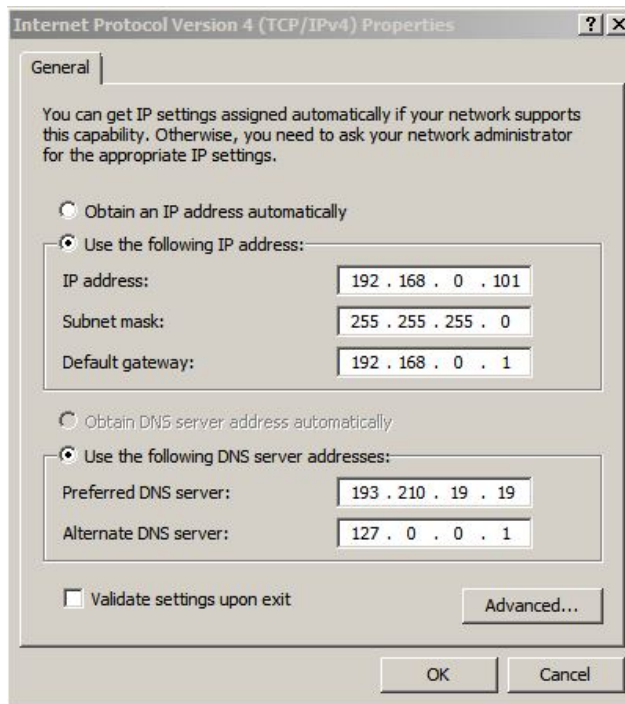 Internet Protocol Version 4 (TCP/IPv4) Properties
General
You can get IP settings assigned automatically if your network supports
this capability. Otherwise, you need to ask your network administrator
for the appropriate IP settings.
Obtain an IP address automatically
Use the following IP address:
IP address: 192 . 168 . 0 . 101
Subnet mask: 255 . 255 . 255 . 0
Default gateway: 192 . 168 . 0 . 1
Obtain DNS server address automatically
Use the following DNS server addresses:
Preferred DNS server: 193 . 210 . 19 . 19
Alternate DNS server: 127 . 0 . 0 . 1
Validate settings upon exit
Advanced...
OK Cancel